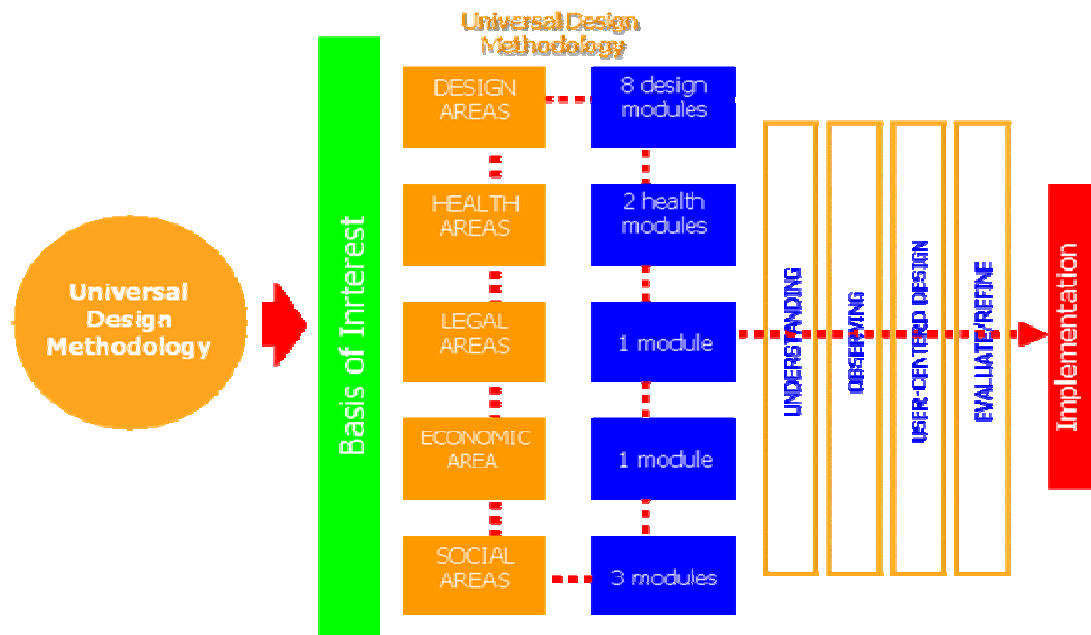 Universal Design
Methodology
Universal
Design
Methodology
Basis of Inrterest
DESIGN
AREAS
8 design
modules
HEALTH
AREAS
2 health
modules
LEGAL
AREAS
1 module
ECONOMIC
AREA
1 module
SOCIAL
AREAS
3 modules
UNDERSTANDING
OBSERVING
USER-CENTERD DESIGN
EVALUATE/REFINE
Implementation